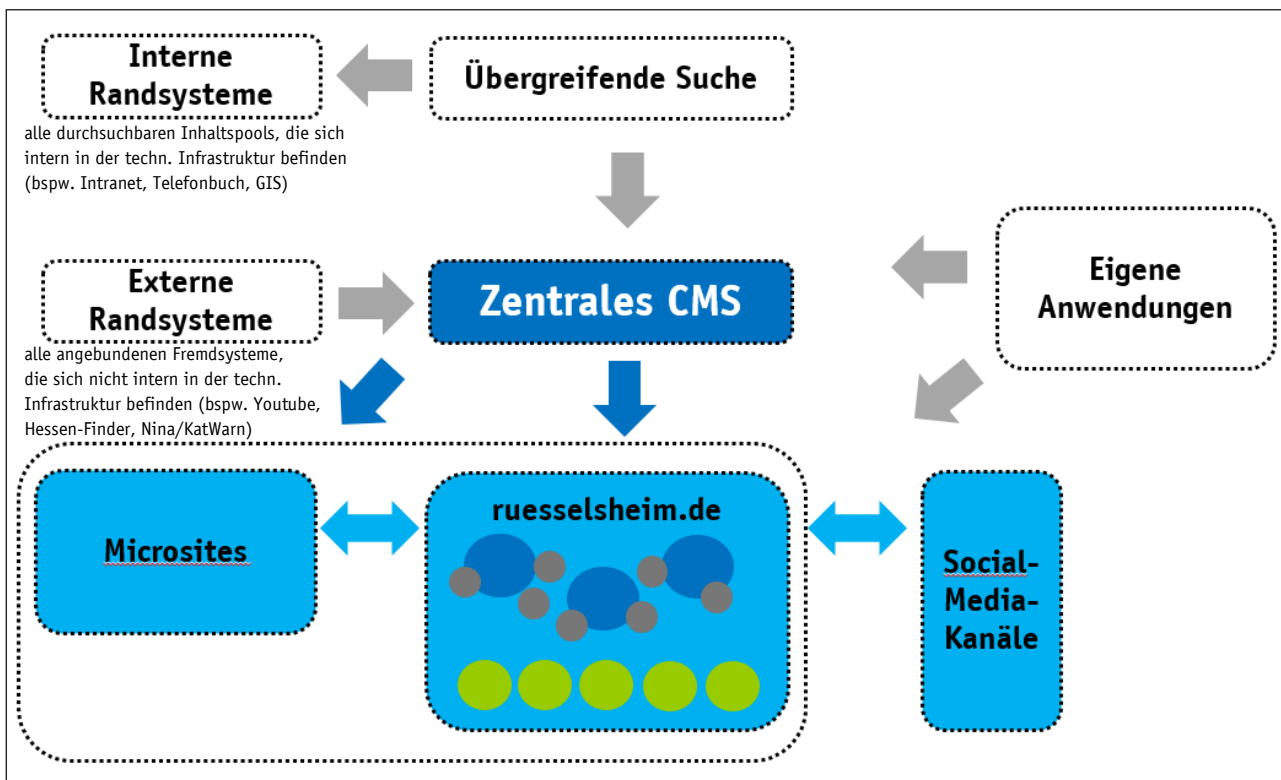 Interne
Randsysteme
Übergreifende Suche
alle durchsuchbaren Inhaltspools, die sich
intern in der techn. Infrastruktur befinden
(bspw. Intranet, Telefonbuch, GIS)
Externe
Randsysteme
Zentrales CMS
Eigene
Anwendungen
alle angebundenen Fremdsysteme,
die sich nicht intern in der techn.
Infrastruktur befinden (bspw. Youtube,
Hessen-Finder, Nina/KatWarn)
Microsites
ruesselsheim.de
Social-
Media-
Kanäle